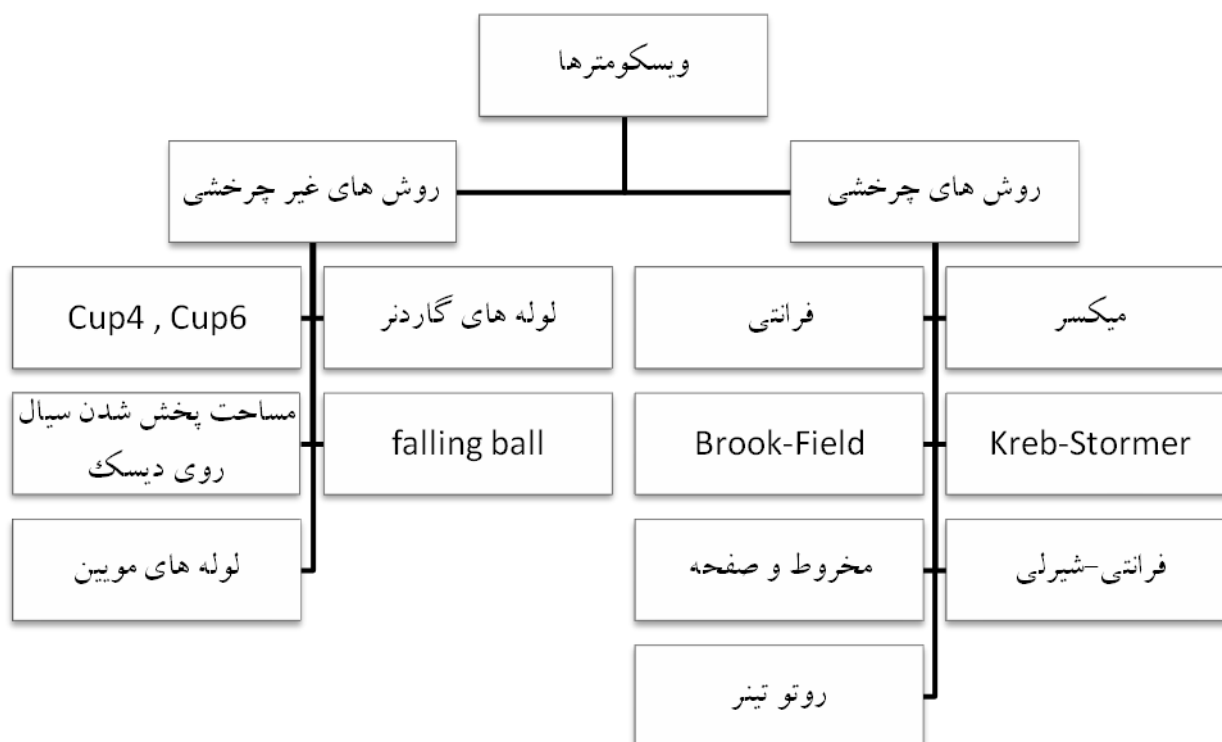 ویسکومترها
روش های چرخشی
روش های غیر چرخشی
میکسر
فرانتی
Kreb-Stormer
Brook-Field
فرانتی-شیرلی
مخروط و صفحه
روتو تینر
لوله های گاردنر
Cup4 , Cup6
falling ball
مساحت پخش شدن سیال
روی دیسک
لوله های مویین